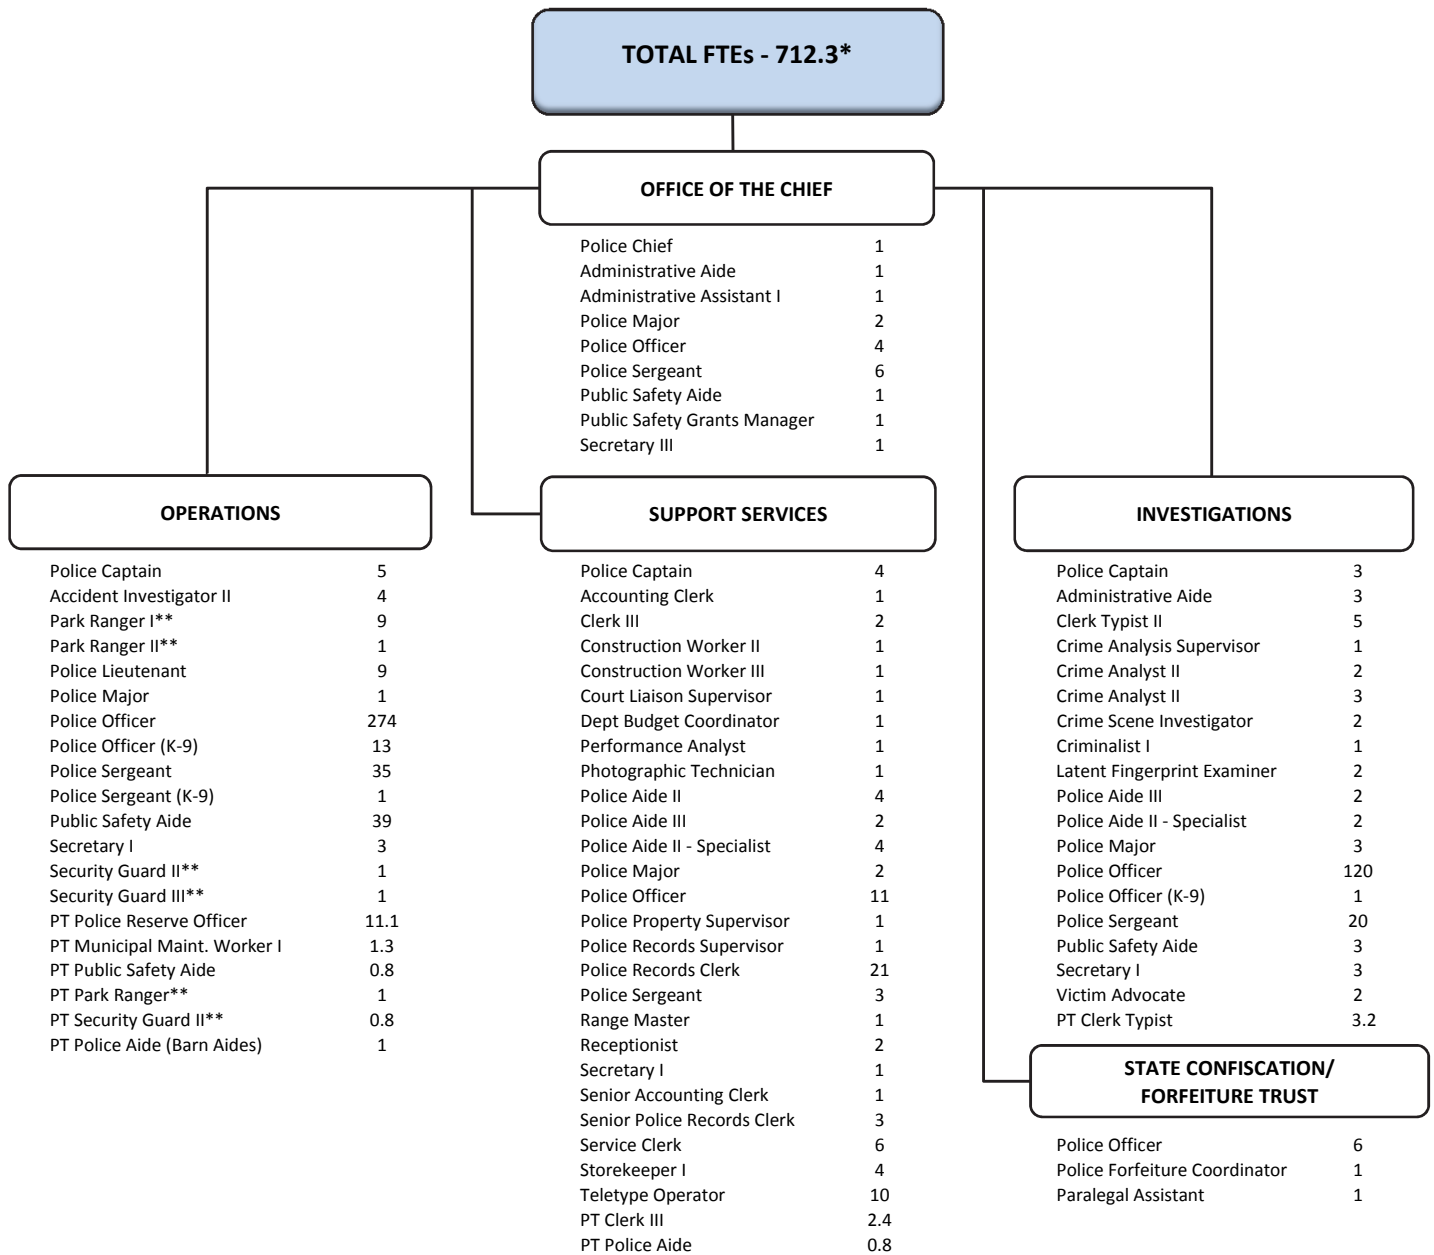 TOTAL FTEs - 712.3*
OFFICE OF THE CHIEF
Police Chief 1
Administrative Aide 1
Administrative Assistant I 1
Police Major 2
Police Officer 4
Police Sergeant 6
Public Safety Aide 1
Public Safety Grants Manager 1
Secretary III 1
OPERATIONS
Police Captain 5
Accident Investigator II 4
Park Ranger I** 9
Park Ranger II** 1
Police Lieutenant 9
Police Major 1
Police Officer 274
Police Officer (K-9) 13
Police Sergeant 35
Police Sergeant (K-9) 1
Public Safety Aide 39
Secretary I 3
Security Guard II** 1
Security Guard III** 1
PT Police Reserve Officer 11.1
PT Municipal Maint. Worker I 1.3
PT Public Safety Aide 0.8
PT Park Ranger** 1
PT Security Guard II** 0.8
PT Police Aide (Barn Aides) 1
SUPPORT SERVICES
Police Captain 4
Accounting Clerk 1
Clerk III 2
Construction Worker II 1
Construction Worker III 1
Court Liaison Supervisor 1
Dept Budget Coordinator 1
Performance Analyst 1
Photographic Technician 1
Police Aide II 4
Police Aide III 2
Police Aide II - Specialist 4
Police Major 2
Police Officer 11
Police Property Supervisor 1
Police Records Supervisor 1
Police Records Clerk 21
Police Sergeant 3
Range Master 1
Receptionist 2
Secretary I 1
Senior Accounting Clerk 1
Senior Police Records Clerk 3
Service Clerk 6
Storekeeper I 4
Teletype Operator 10
PT Clerk III 2.4
PT Police Aide 0.8
INVESTIGATIONS
Police Captain 3
Administrative Aide 3
Clerk Typist II 5
Crime Analysis Supervisor 1
Crime Analyst II 2
Crime Analyst II 3
Crime Scene Investigator 2
Criminalist I 1
Latent Fingerprint Examiner 2
Police Aide III 2
Police Aide II - Specialist 2
Police Major 3
Police Officer 120
Police Officer (K-9) 1
Police Sergeant 20
Public Safety Aide 3
Secretary I 3
Victim Advocate 2
PT Clerk Typist 3.2
STATE CONFISCATION/
FORFEITURE TRUST
Police Officer 6
Police Forfeiture Coordinator 1
Paralegal Assistant 1